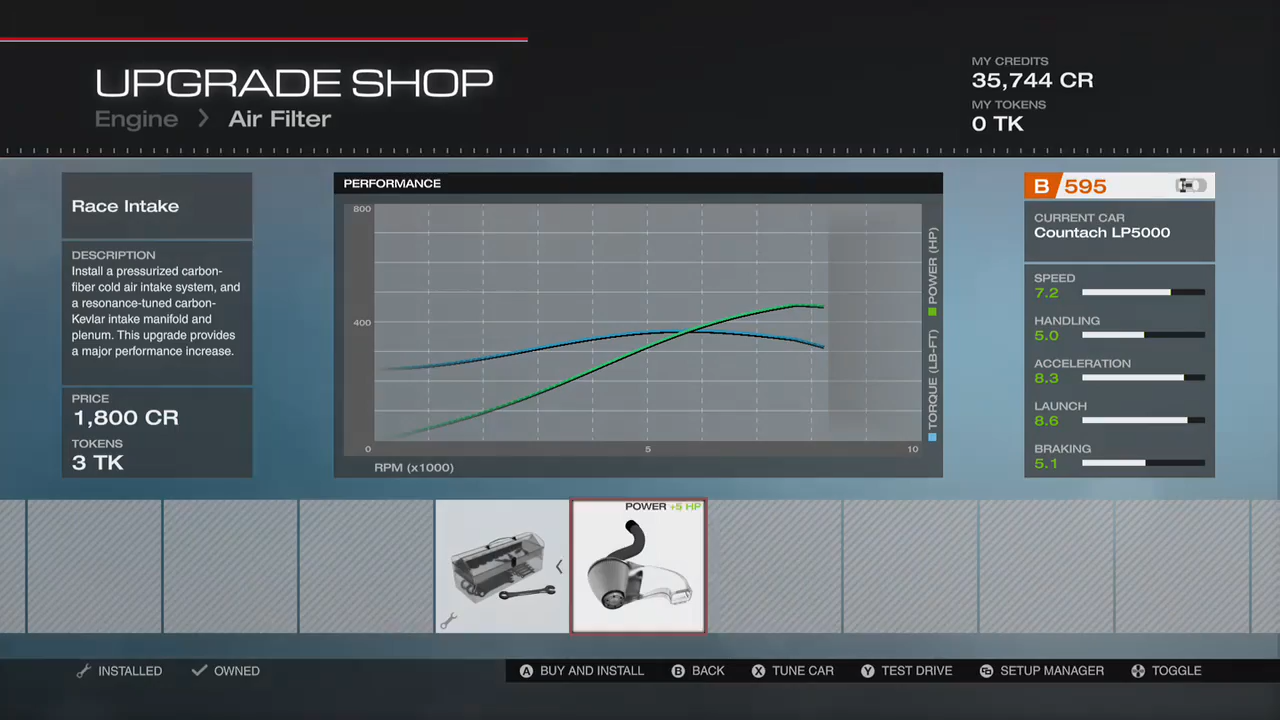 UPGRADE SHOP
Engine > Air Filter
MY CREDITS
35,744 CR
MY TOKENS
0 TK
Race Intake
DESCRIPTION
Install a pressurized carbon-
fiber cold air intake system, and
a resonance-tuned carbon-
Kevlar intake manifold and
plenum. This upgrade provides
a major performance increase.
PRICE
1,800 CR
TOKENS
3 TK
PERFORMANCE
800
400
0
5
10
RPM (x1000)
POWER (HP)
TORQUE (LB-FT)
B 595
CURRENT CAR
Countach LP5000
SPEED
7.2
HANDLING
5.0
ACCELERATION
8.3
LAUNCH
8.6
BRAKING
5.1
POWER +5 HP
INSTALLED
OWNED
A BUY AND INSTALL
B BACK
X TUNE CAR
Y TEST DRIVE
SETUP MANAGER
TOGGLE